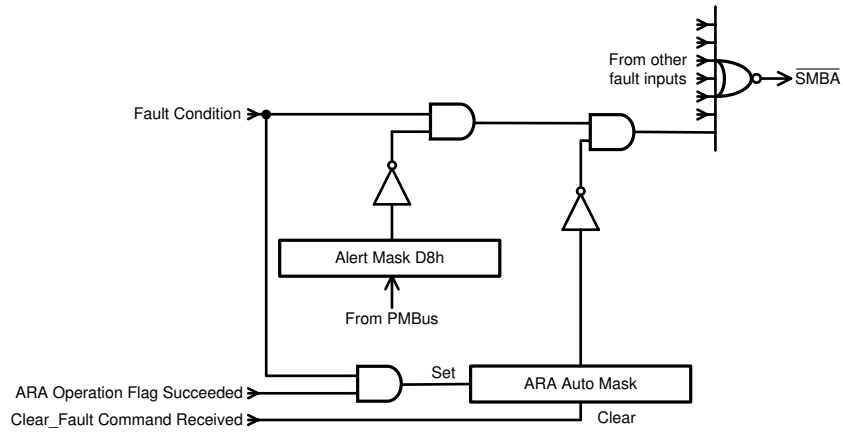 From other
fault inputs
SMBA
Fault Condition
Alert Mask D8h
From PMBus
Set
ARA Operation Flag Succeeded
ARA Auto Mask
Clear_Fault Command Received
Clear